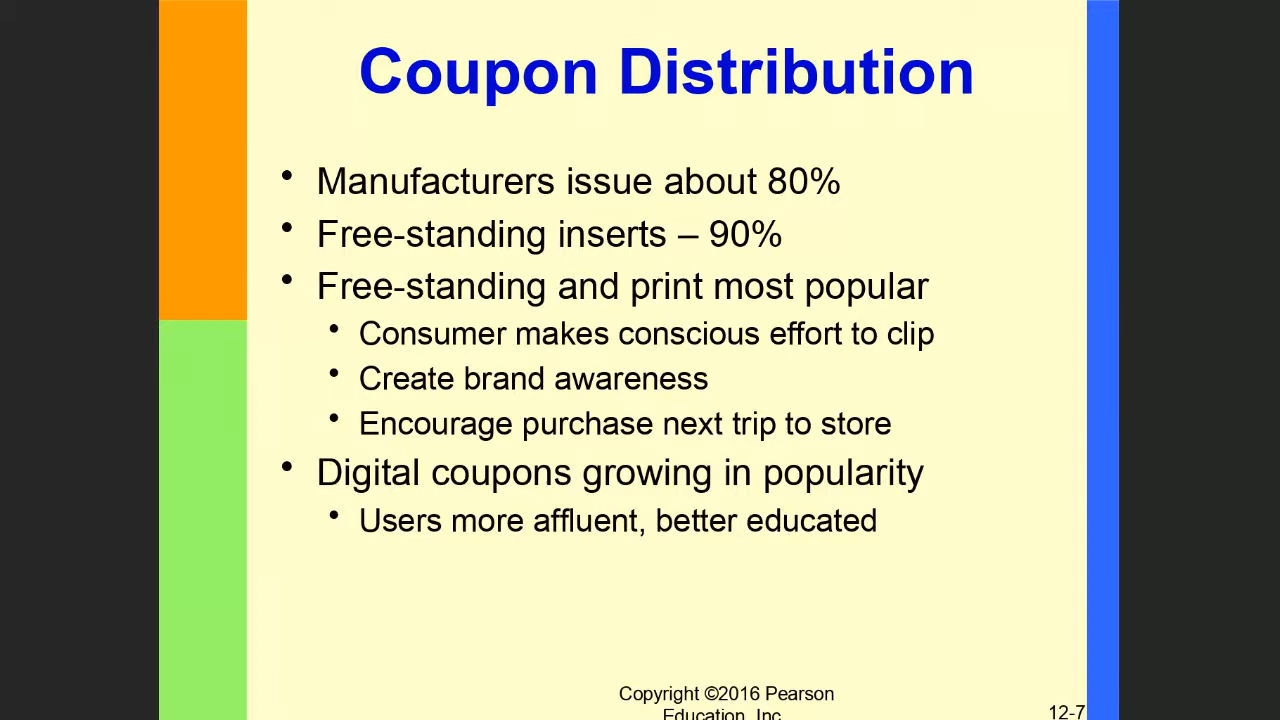 Coupon Distribution
• Manufacturers issue about 80%
• Free-standing inserts – 90%
• Free-standing and print most popular
• Consumer makes conscious effort to clip
• Create brand awareness
• Encourage purchase next trip to store
• Digital coupons growing in popularity
• Users more affluent, better educated
Copyright ©2016 Pearson
Education, Inc
12-7